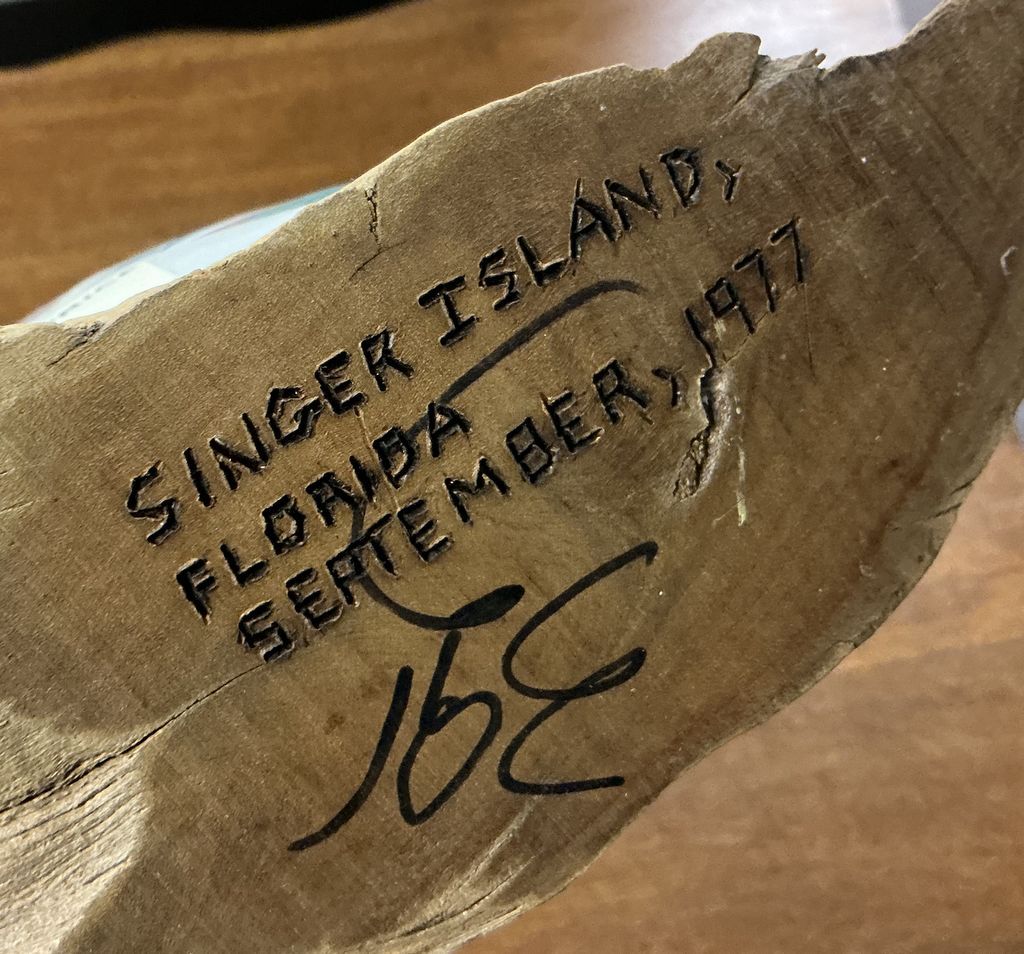 SINGER ISLAND,
FLORIDA
SEPTEMBER, 1977